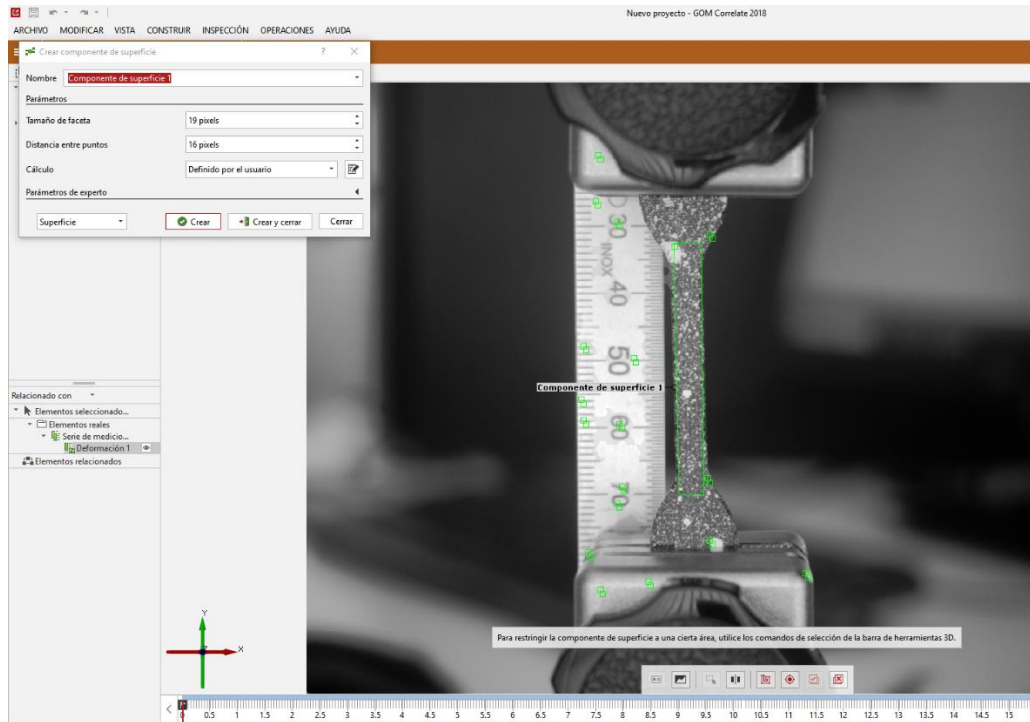 Nuevo proyecto - GOM Correlate 2018
ARCHIVO MODIFICAR VISTA CONSTRUIR INSPECCIÓN OPERACIONES AYUDA
Crear componente de superficie ? ×
Nombre Componente de superficie 1
Parámetros
Tamaño de faceta 19 pixels
Distancia entre puntos 16 pixels
Cálculo Definido por el usuario
Parámetros de experto
Superficie Crear Crear y cerrar Cerrar
30
INOX
40
50
Componente de superficie 1
60
70
Relacionado con
Elementos seleccionado...
Elementos reales
Serie de medicio...
Deformación 1
Elementos relacionados
Y
X
Para restringir la componente de superficie a una cierta área, utilice los comandos de selección de la barra de herramientas 3D.
0 0.5 1 1.5 2 2.5 3 3.5 4 4.5 5 5.5 6 6.5 7 7.5 8 8.5 9 9.5 10 10.5 11 11.5 12 12.5 13 13.5 14 14.5 15